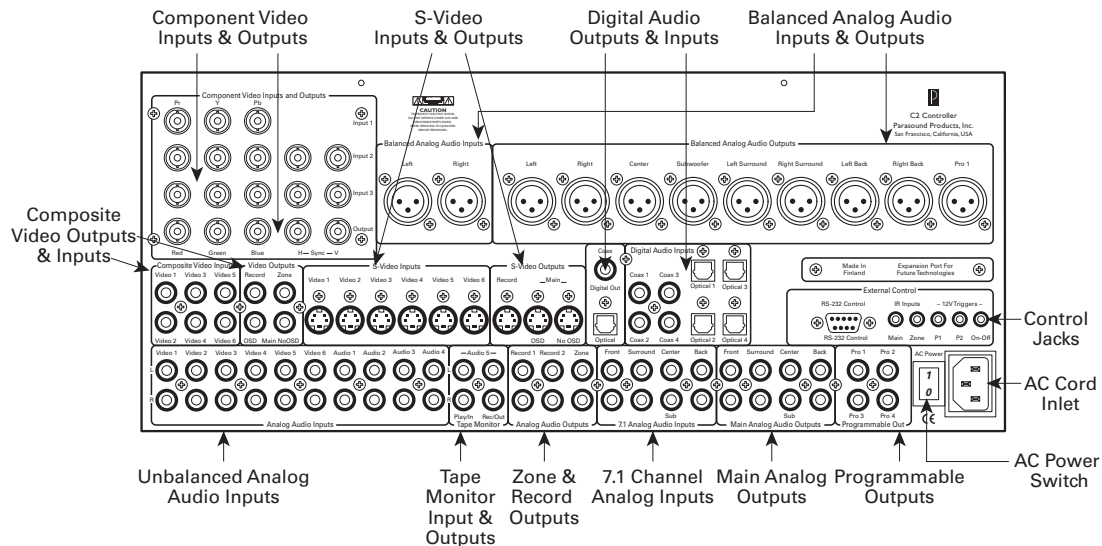 Component Video
Inputs & Outputs
S-Video
Inputs & Outputs
Digital Audio
Outputs & Inputs
Balanced Analog Audio
Inputs & Outputs
Component Video Inputs and Outputs
Pr Y Pb
Input 1
Input 2
Input 3
Output
Red Green Blue H — Sync — V
CAUTION
C2 Controller
Parasound Products, Inc.
San Francisco, California, USA
Balanced Analog Audio Inputs
Left Right
Balanced Analog Audio Outputs
Left Right Center Subwoofer Left Surround Right Surround Left Back Right Back Pro 1
Composite
Video Outputs
& Inputs
Composite Video Inputs
Video 1 Video 3 Video 5
Video 2 Video 4 Video 6
Video Outputs
Record Zone
OSD Main No OSD
S-Video Inputs
Video 1 Video 2 Video 3 Video 4 Video 5 Video 6
S-Video Outputs
Record — Main —
OSD No OSD
Coax
Digital Out
Optical
Digital Audio Inputs
Coax 1 Coax 3 Optical 1 Optical 3
Coax 2 Coax 4 Optical 2 Optical 4
Made In
Finland
Expansion Port For
Future Technologies
External Control
RS-232 Control IR Inputs – 12V Triggers –
RS-232 Control Main Zone P1 P2 On-Off
Control
Jacks
L
R
Video 1 Video 2 Video 3 Video 4 Video 5 Video 6 Audio 1 Audio 2 Audio 3 Audio 4
Analog Audio Inputs
— Audio 5 —
Play/In Rec/Out
Tape Monitor
Record 1 Record 2 Zone
Analog Audio Outputs
Front Surround Center Back
Sub
7.1 Analog Audio Inputs
Front Surround Center Back
Sub
Main Analog Audio Outputs
Pro 1 Pro 2
Pro 3 Pro 4
Programmable Out
AC Power
1
0
CE
AC Cord
Inlet
AC Power
Switch
Unbalanced Analog
Audio Inputs
Tape
Monitor
Input &
Outputs
Zone &
Record
Outputs
7.1 Channel
Analog Inputs
Main Analog
Outputs
Programmable
Outputs